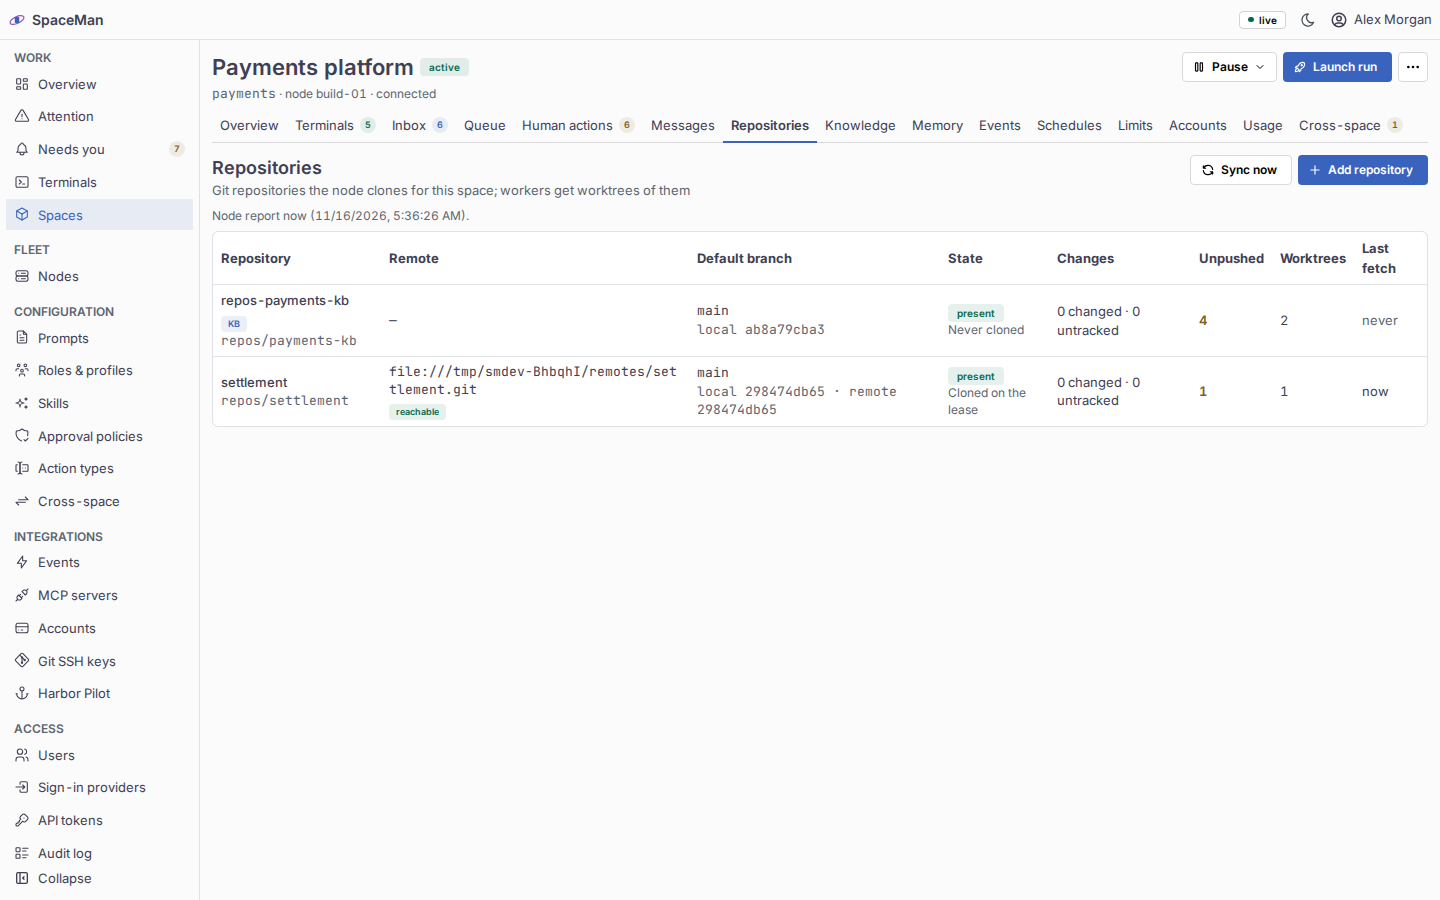 SpaceMan
live
Alex Morgan
WORK
Overview
Attention
Needs you 7
Terminals
Spaces
FLEET
Nodes
CONFIGURATION
Prompts
Roles & profiles
Skills
Approval policies
Action types
Cross-space
INTEGRATIONS
Events
MCP servers
Accounts
Git SSH keys
Harbor Pilot
ACCESS
Users
Sign-in providers
API tokens
Audit log
Collapse
Payments platform active
Pause
Launch run
payments · node build-01 · connected
Overview Terminals 5 Inbox 6 Queue Human actions 6 Messages Repositories Knowledge Memory Events Schedules Limits Accounts Usage Cross-space 1
Repositories
Sync now
Add repository
Git repositories the node clones for this space; workers get worktrees of them
Node report now (11/16/2026, 5:36:26 AM).
Repository Remote Default branch State Changes Unpushed Worktrees Last fetch
repos-payments-kb
KB
repos/payments-kb
—
main
local ab8a79cba3
present
Never cloned
0 changed · 0
untracked
4
2
never
settlement
repos/settlement
file:///tmp/smdev-BhbqhI/remotes/set
tlement.git
reachable
main
local 298474db65 · remote
298474db65
present
Cloned on the
lease
0 changed · 0
untracked
1
1
now